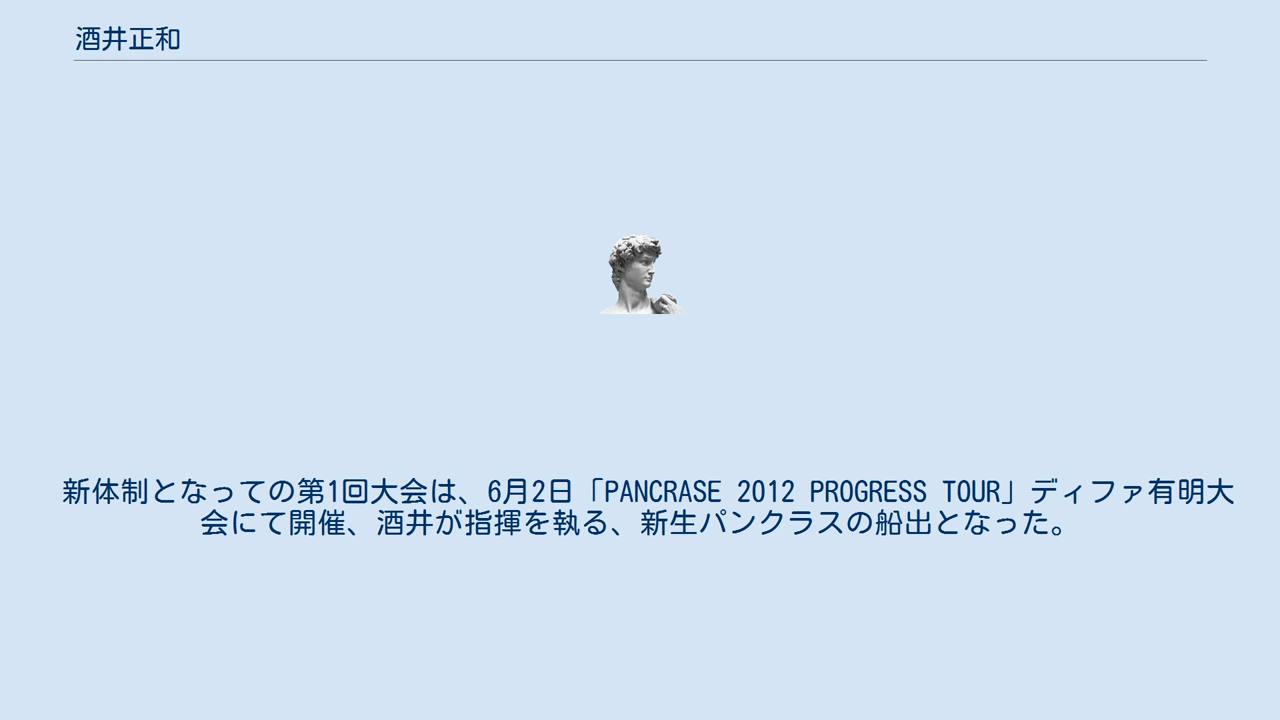 酒井正和
新体制となっての第1回大会は、6月2日「PANCRASE 2012 PROGRESS TOUR」ディファ有明大
会にて開催、酒井が指揮を執る、新生パンクラスの船出となった。